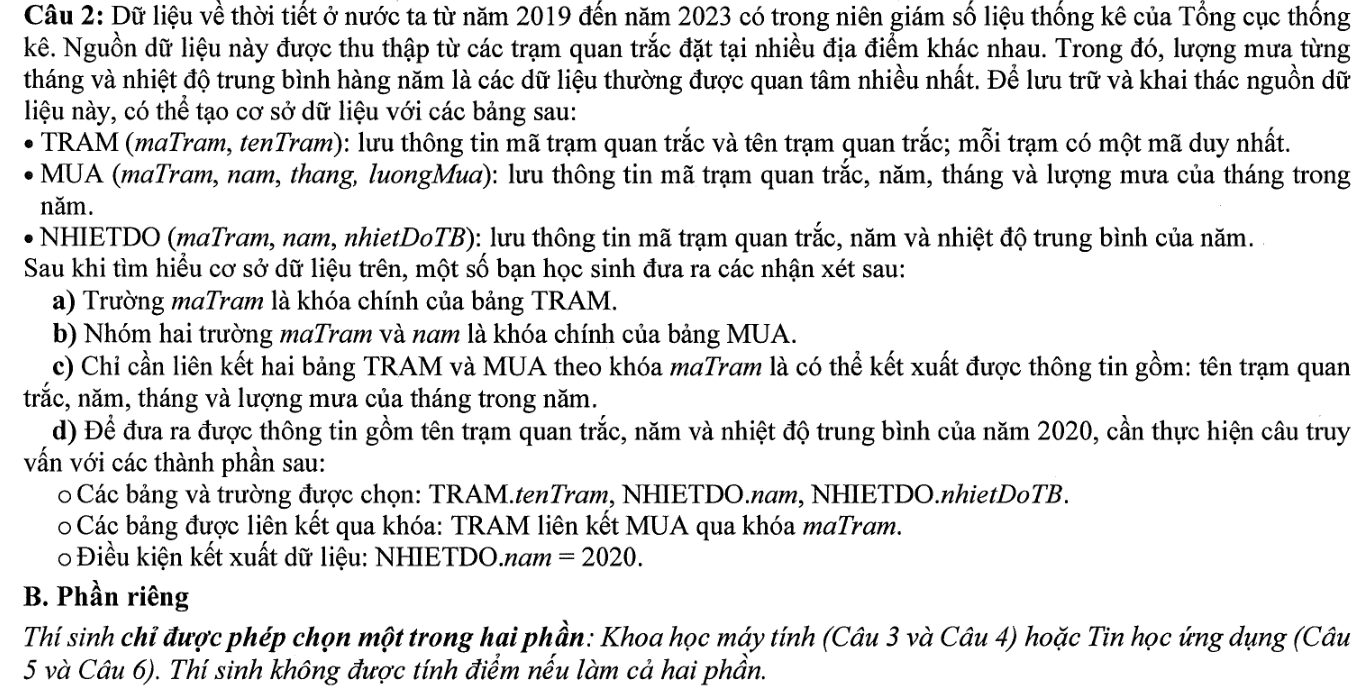 Câu 2: Dữ liệu về thời tiết ở nước ta từ năm 2019 đến năm 2023 có trong niên giám số liệu thống kê của Tổng cục thống
kê. Nguồn dữ liệu này được thu thập từ các trạm quan trắc đặt tại nhiều địa điểm khác nhau. Trong đó, lượng mưa từng
tháng và nhiệt độ trung bình hàng năm là các dữ liệu thường được quan tâm nhiều nhất. Để lưu trữ và khai thác nguồn dữ
liệu này, có thể tạo cơ sở dữ liệu với các bảng sau:
• TRAM (maTram, tenTram): lưu thông tin mã trạm quan trắc và tên trạm quan trắc; mỗi trạm có một mã duy nhất.
• MUA (maTram, nam, thang, luongMua): lưu thông tin mã trạm quan trắc, năm, tháng và lượng mưa của tháng trong
năm.
• NHIETDO (maTram, nam, nhietDoTB): lưu thông tin mã trạm quan trắc, năm và nhiệt độ trung bình của năm.
Sau khi tìm hiểu cơ sở dữ liệu trên, một số bạn học sinh đưa ra các nhận xét sau:
a) Trường maTram là khóa chính của bảng TRAM.
b) Nhóm hai trường maTram và nam là khóa chính của bảng MUA.
c) Chỉ cần liên kết hai bảng TRAM và MUA theo khóa maTram là có thể kết xuất được thông tin gồm: tên trạm quan
trắc, năm, tháng và lượng mưa của tháng trong năm.
d) Để đưa ra được thông tin gồm tên trạm quan trắc, năm và nhiệt độ trung bình của năm 2020, cần thực hiện câu truy
vấn với các thành phần sau:
o Các bảng và trường được chọn: TRAM.tenTram, NHIETDO.nam, NHIETDO.nhietDoTB.
o Các bảng được liên kết qua khóa: TRAM liên kết MUA qua khóa maTram.
o Điều kiện kết xuất dữ liệu: NHIETDO.nam = 2020.
B. Phần riêng
Thí sinh chỉ được phép chọn một trong hai phần: Khoa học máy tính (Câu 3 và Câu 4) hoặc Tin học ứng dụng (Câu
5 và Câu 6). Thí sinh không được tính điểm nếu làm cả hai phần.